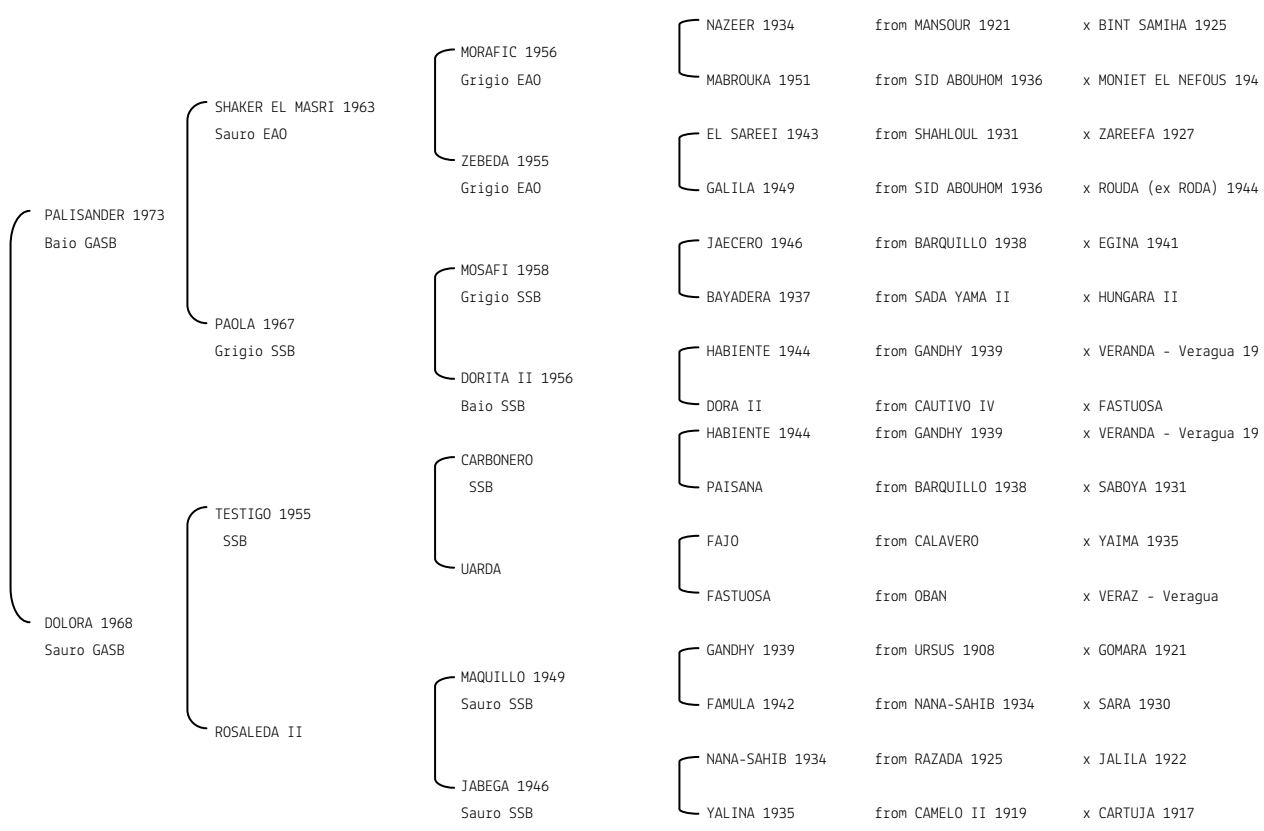 NAZEER 1934 from MANSOUR 1921 x BINT SAMIHA 1925
MORAFIC 1956
Grigio EAO
MABROUKA 1951 from SID ABOUHOM 1936 x MONIET EL NEFOUS 194
SHAKER EL MASRI 1963
Sauro EAO
EL SAREEI 1943 from SHAHLOUL 1931 x ZAREEFA 1927
ZEBEDA 1955
Grigio EAO
GALILA 1949 from SID ABOUHOM 1936 x ROUDA (ex RODA) 1944
PALISANDER 1973
Baio GASB
JAECERO 1946 from BARQUILLO 1938 x EGINA 1941
MOSAFI 1958
Grigio SSB
BAYADERA 1937 from SADA YAMA II x HUNGARA II
PAOLA 1967
Grigio SSB
HABIENTE 1944 from GANDHY 1939 x VERANDA - Veragua 19
DORITA II 1956
Baio SSB
DORA II from CAUTIVO IV x FASTUOSA
HABIENTE 1944 from GANDHY 1939 x VERANDA - Veragua 19
CARBONERO
SSB
PAISANA from BARQUILLO 1938 x SABOYA 1931
TESTIGO 1955
SSB
FAJO from CALAVERO x YAIMA 1935
UARDA
FASTUOSA from OBAN x VERAZ - Veragua
DOLORA 1968
Sauro GASB
GANDHY 1939 from URSUS 1908 x GOMARA 1921
MAQUILLO 1949
Sauro SSB
FAMULA 1942 from NANA-SAHIB 1934 x SARA 1930
ROSALEDA II
NANA-SAHIB 1934 from RAZADA 1925 x JALILA 1922
JABEGA 1946
Sauro SSB
YALINA 1935 from CAMELO II 1919 x CARTUJA 1917